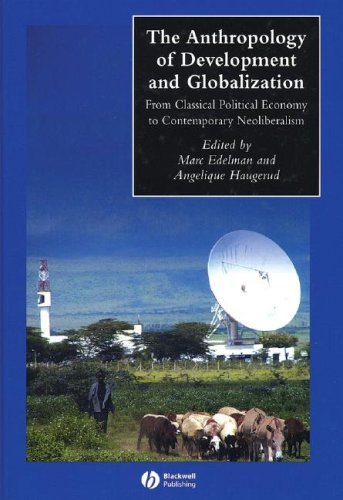 The Anthropology
of Development
and Globalization
From Classical Political Economy
to Contemporary Neoliberalism
Edited by
Marc Edelman and
Angelique Haugerud
Blackwell
Publishing